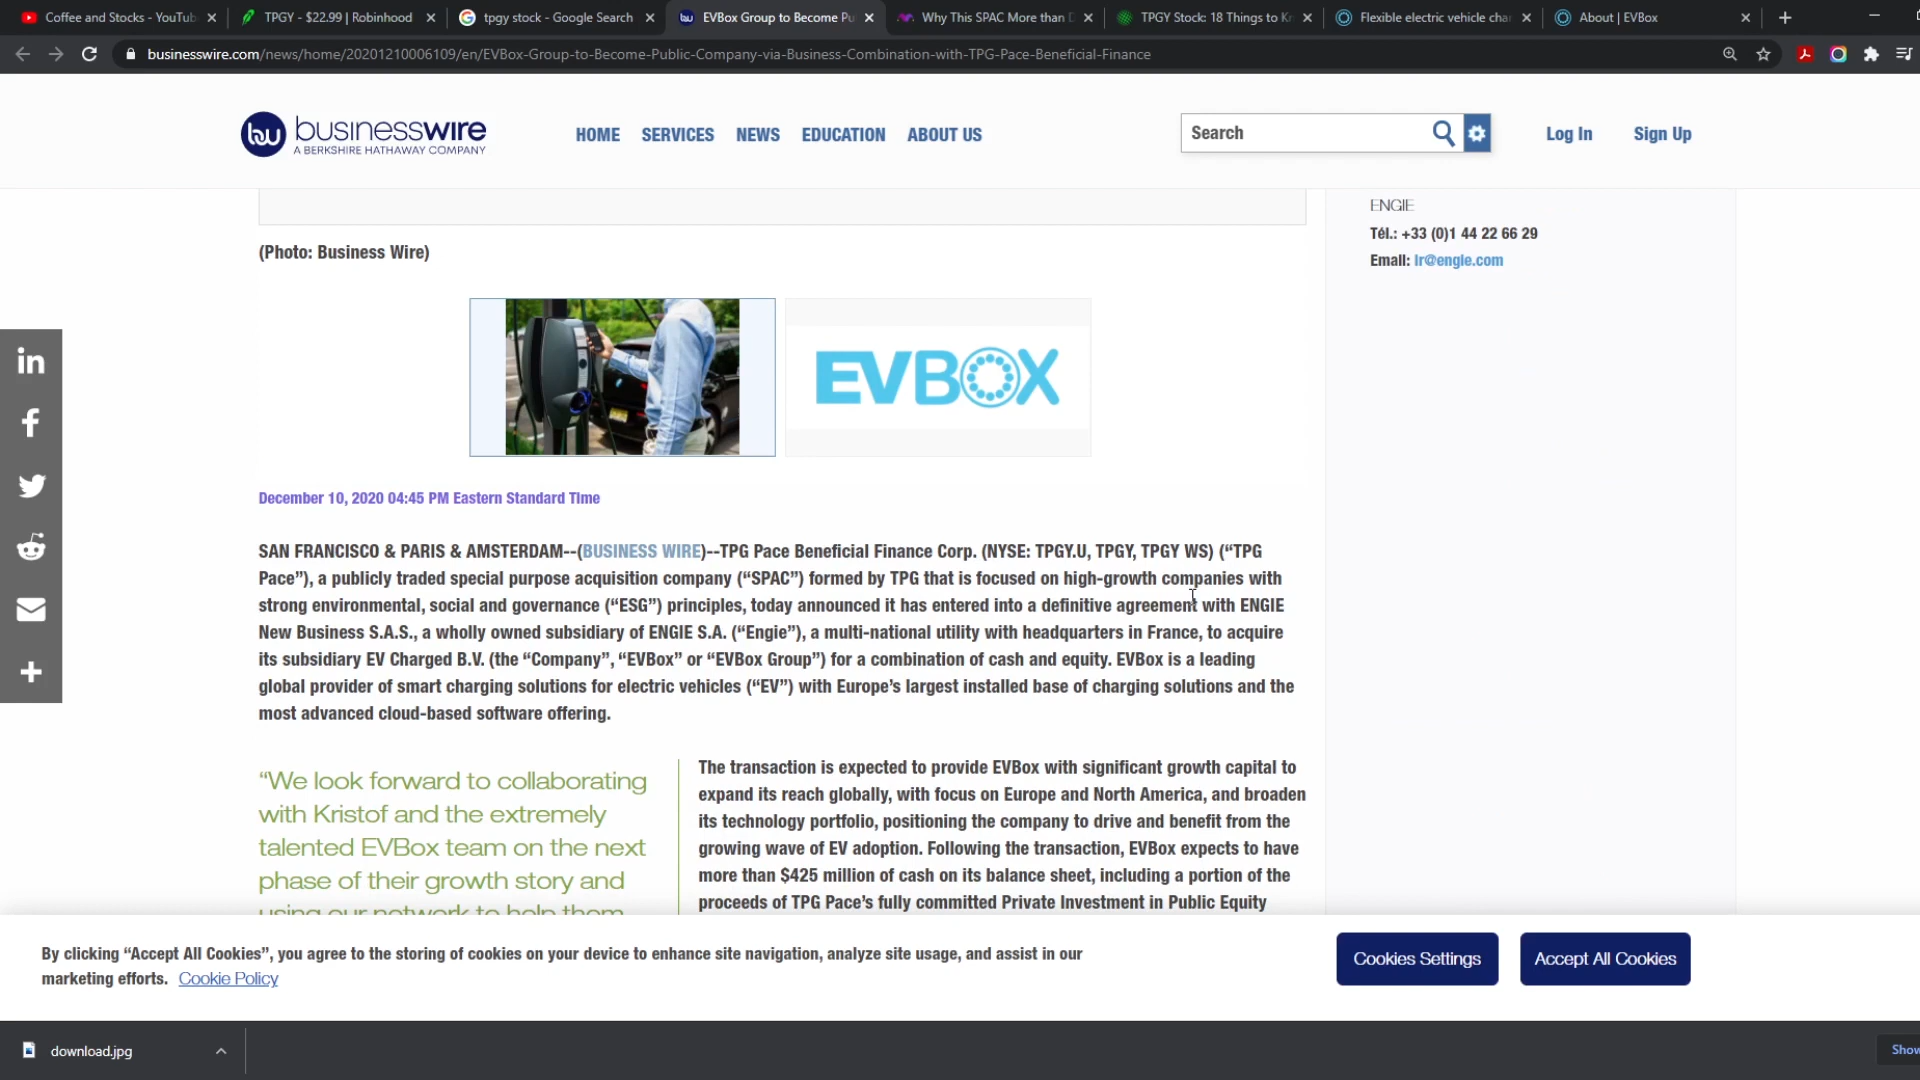 Coffee and Stocks - YouTub
TPGY - $22.99 | Robinhood
tpgy stock - Google Search
EVBox Group to Become Pu
Why This SPAC More than D
TPGY Stock: 18 Things to Kn
Flexible electric vehicle cha
About | EVBox
businesswire.com/news/home/20201210006109/en/EVBox-Group-to-Become-Public-Company-via-Business-Combination-with-TPG-Pace-Beneficial-Finance
bw businesswire
A BERKSHIRE HATHAWAY COMPANY
HOME SERVICES NEWS EDUCATION ABOUT US
Search
Log In Sign Up
ENGIE
Tél.: +33 (0)1 44 22 66 29
Email: ir@engie.com
(Photo: Business Wire)
EVBOX
December 10, 2020 04:45 PM Eastern Standard Time
SAN FRANCISCO & PARIS & AMSTERDAM--(BUSINESS WIRE)--TPG Pace Beneficial Finance Corp. (NYSE: TPGY.U, TPGY, TPGY WS) (“TPG
Pace”), a publicly traded special purpose acquisition company (“SPAC”) formed by TPG that is focused on high-growth companies with
strong environmental, social and governance (“ESG”) principles, today announced it has entered into a definitive agreement with ENGIE
New Business S.A.S., a wholly owned subsidiary of ENGIE S.A. (“Engie”), a multi-national utility with headquarters in France, to acquire
its subsidiary EV Charged B.V. (the “Company”, “EVBox” or “EVBox Group”) for a combination of cash and equity. EVBox is a leading
global provider of smart charging solutions for electric vehicles (“EV”) with Europe’s largest installed base of charging solutions and the
most advanced cloud-based software offering.
“We look forward to collaborating
with Kristof and the extremely
talented EVBox team on the next
phase of their growth story and
using our network to help them
The transaction is expected to provide EVBox with significant growth capital to
expand its reach globally, with focus on Europe and North America, and broaden
its technology portfolio, positioning the company to drive and benefit from the
growing wave of EV adoption. Following the transaction, EVBox expects to have
more than $425 million of cash on its balance sheet, including a portion of the
proceeds of TPG Pace’s fully committed Private Investment in Public Equity
By clicking “Accept All Cookies”, you agree to the storing of cookies on your device to enhance site navigation, analyze site usage, and assist in our
marketing efforts. Cookie Policy
Cookies Settings
Accept All Cookies
download.jpg
Show